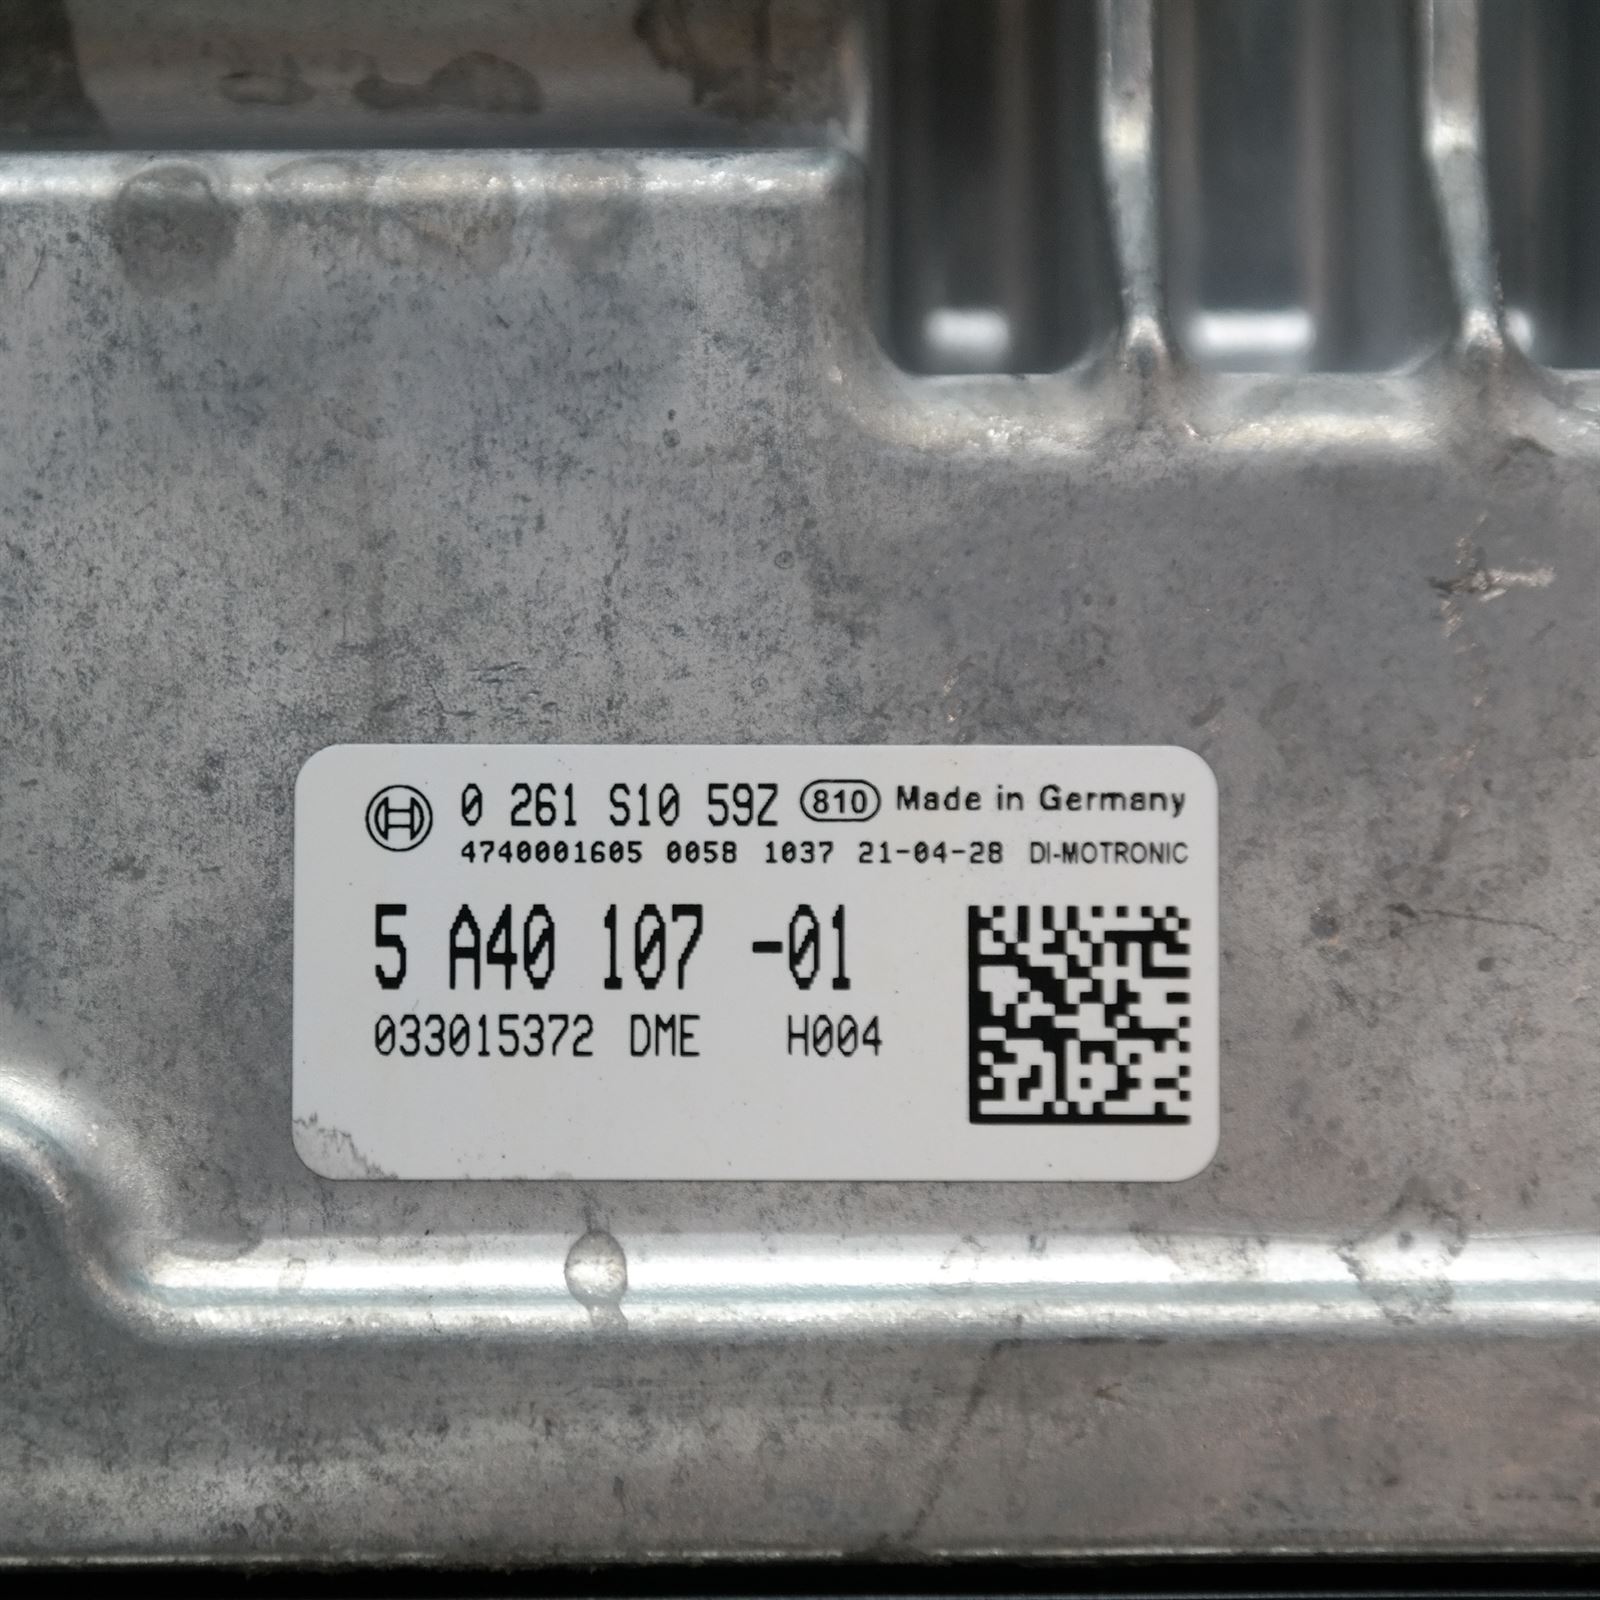 0 261 S10 59Z 810 Made in Germany
4740001605 0058 1037 21-04-28 DI-MOTRONIC
5 A40 107 -01
033015372 DME H004